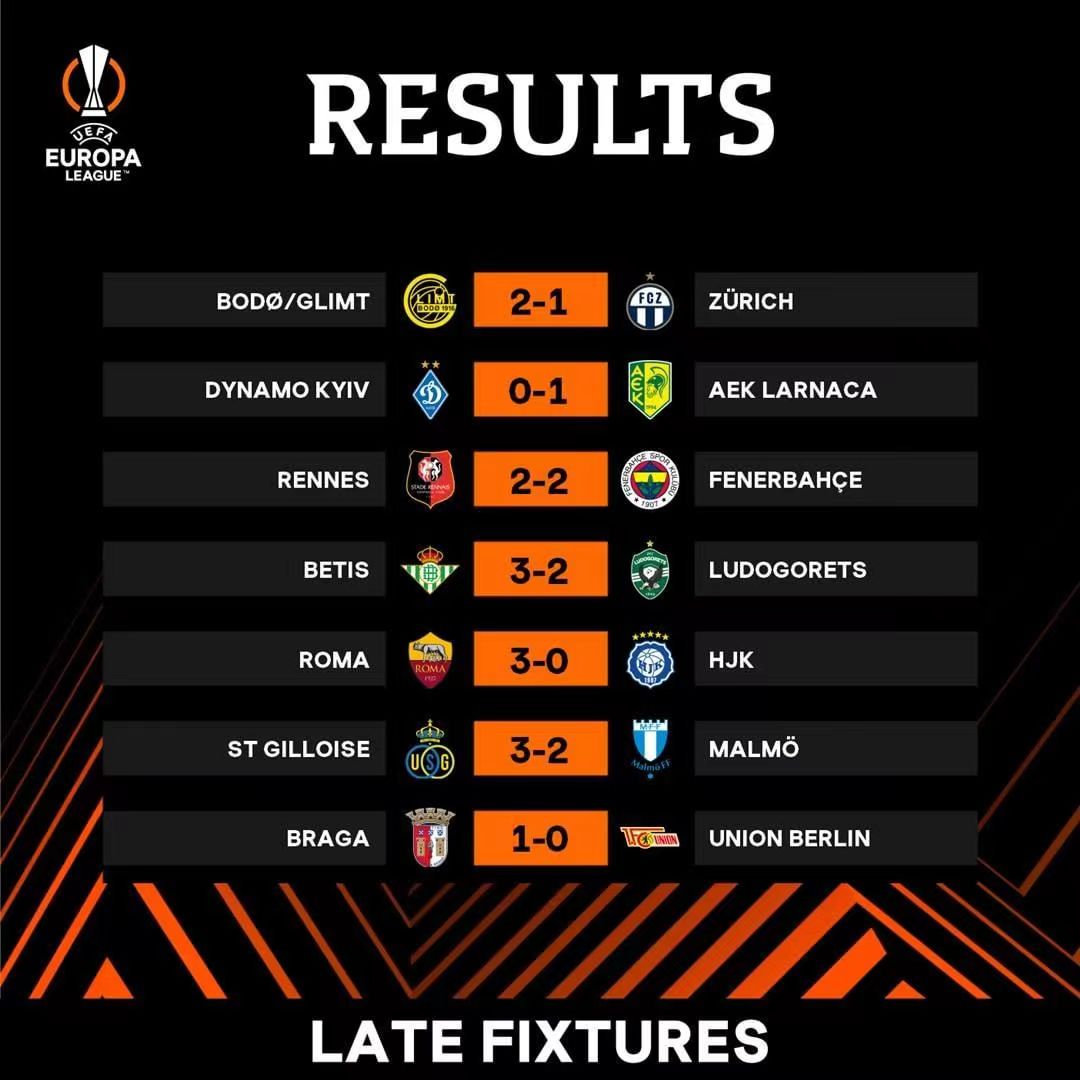 UEFA
EUROPA
LEAGUE™
RESULTS
BODØ/GLIMT GLIMT BODØ 1916 2-1 FCZ ZÜRICH
DYNAMO KYIV 0-1 AEK 1994 AEK LARNACA
RENNES STADE RENNAIS 2-2 FENERBAHÇE SPOR KULÜBÜ 1907 FENERBAHÇE
BETIS 3-2 LUDOGORETS LUDOGORETS
ROMA ROMA 1927 3-0 HJK 1907 HJK
ST GILLOISE USG 3-2 MFF Malmö FF MALMÖ
BRAGA 1-0 1.FC UNION UNION BERLIN
LATE FIXTURES